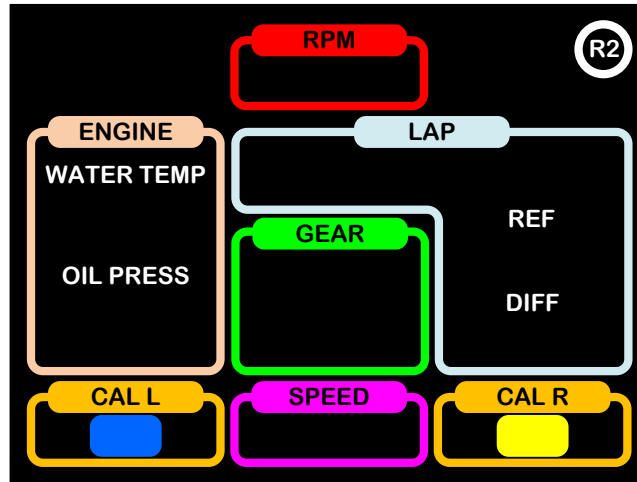 RPM
R2
ENGINE
LAP
WATER TEMP
REF
GEAR
OIL PRESS
DIFF
CAL L
SPEED
CAL R